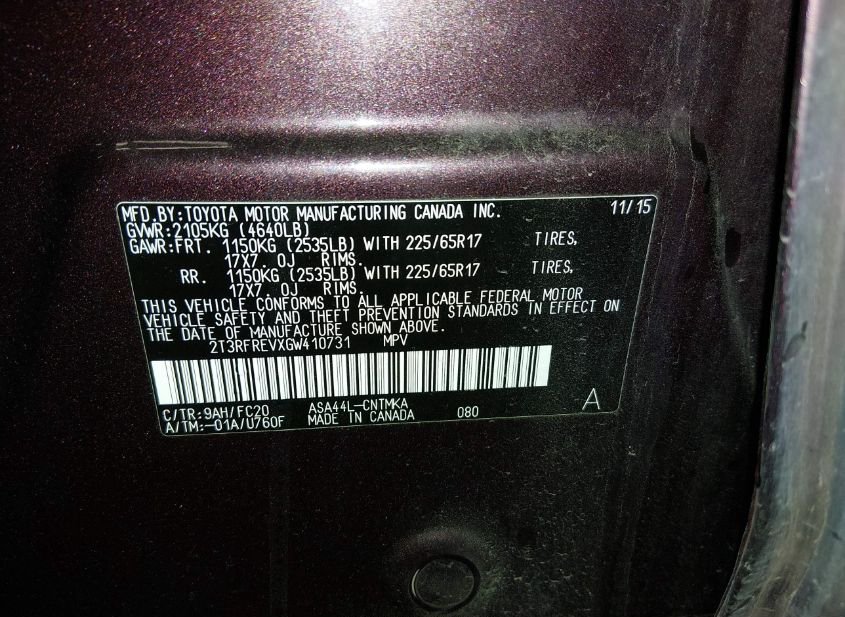 MFD.BY:TOYOTA MOTOR MANUFACTURING CANADA INC. 11/15
GVWR:2105KG (4640LB)
GAWR:FRT. 1150KG (2535LB) WITH 225/65R17 TIRES,
17X7. 0J RIMS.
RR. 1150KG (2535LB) WITH 225/65R17 TIRES,
17X7. 0J RIMS.
THIS VEHICLE CONFORMS TO ALL APPLICABLE FEDERAL MOTOR
VEHICLE SAFETY AND THEFT PREVENTION STANDARDS IN EFFECT ON
THE DATE OF MANUFACTURE SHOWN ABOVE.
2T3RFREVXGW410731 MPV
C/TR:9AH/FC20 ASA44L-CNTMKA 080 A
A/TM:-01A/U760F MADE IN CANADA